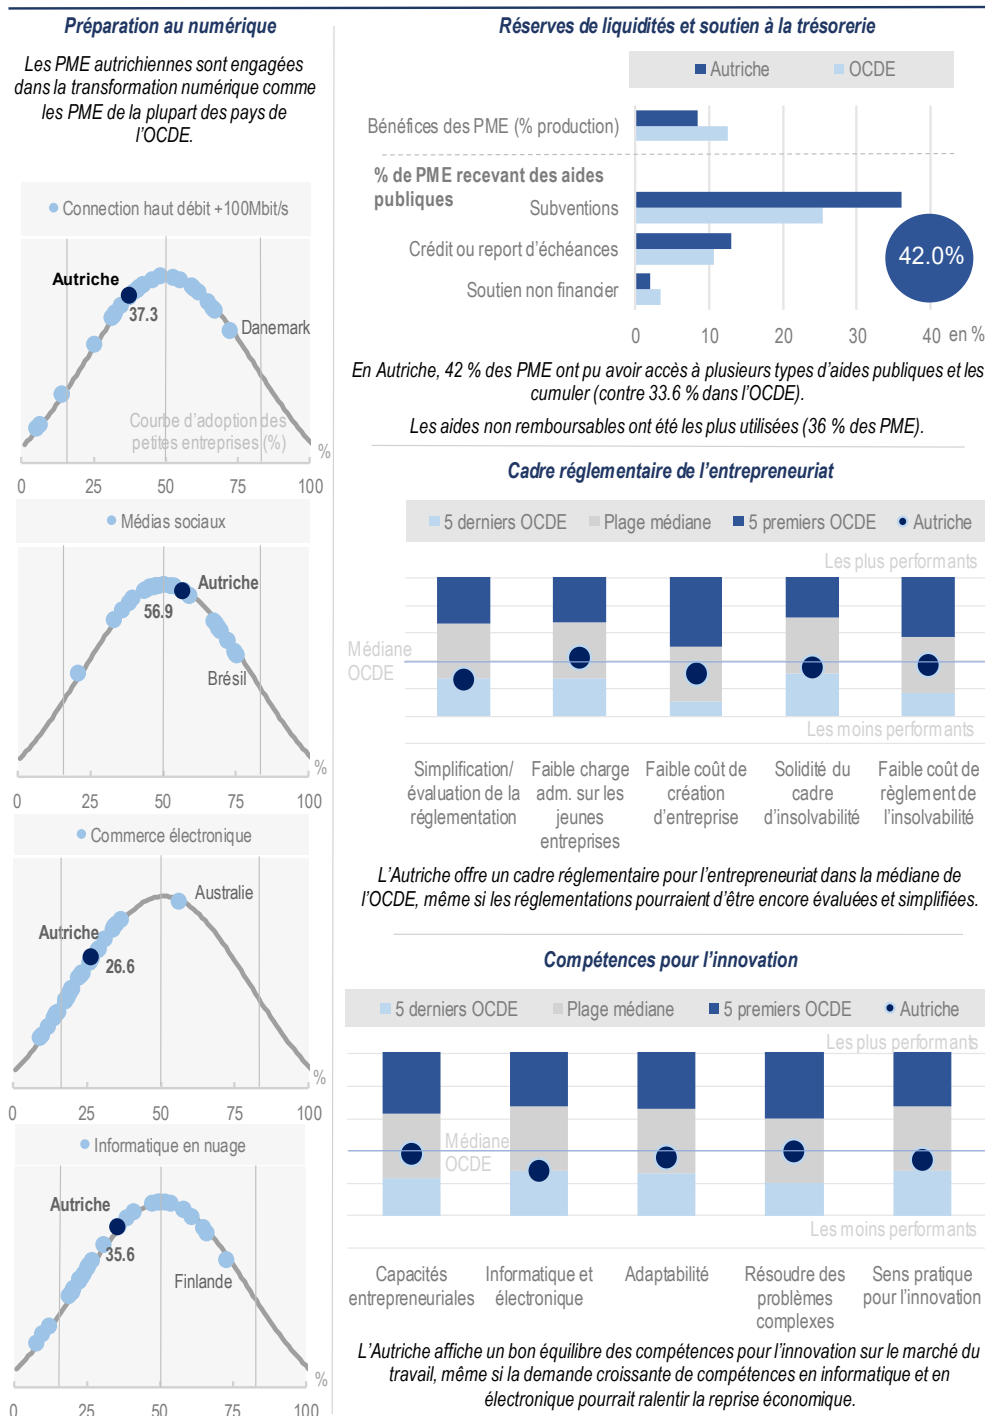 Préparation au numérique
Les PME autrichiennes sont engagées
dans la transformation numérique comme
les PME de la plupart des pays de
l'OCDE.
Connection haut débit +100Mbit/s
Autriche
37.3
Danemark
Courbe d'adoption des
petites entreprises (%)
%
0 25 50 75 100
Médias sociaux
Autriche
56.9
Brésil
%
0 25 50 75 100
Commerce électronique
Australie
Autriche
26.6
%
0 25 50 75 100
Informatique en nuage
Autriche
35.6
Finlande
%
0 25 50 75 100
Réserves de liquidités et soutien à la trésorerie
Autriche OCDE
Bénéfices des PME (% production)
% de PME recevant des aides
publiques
Subventions
Crédit ou report d'échéances
Soutien non financier
42.0%
0 10 20 30 40 en %
En Autriche, 42 % des PME ont pu avoir accès à plusieurs types d'aides publiques et les
cumuler (contre 33.6 % dans l'OCDE).
Les aides non remboursables ont été les plus utilisées (36 % des PME).
Cadre réglementaire de l'entrepreneuriat
5 derniers OCDE Plage médiane 5 premiers OCDE Autriche
Les plus performants
Médiane
OCDE
Les moins performants
Simplification/ Faible charge Faible coût de Solidité du Faible coût de
évaluation de la adm. sur les création cadre règlement de
réglementation jeunes d'entreprise d'insolvabilité l'insolvabilité
entreprises
L'Autriche offre un cadre réglementaire pour l'entrepreneuriat dans la médiane de
l'OCDE, même si les réglementations pourraient d'être encore évaluées et simplifiées.
Compétences pour l'innovation
5 derniers OCDE Plage médiane 5 premiers OCDE Autriche
Les plus performants
Médiane
OCDE
Les moins performants
Capacités Informatique et Adaptabilité Résoudre des Sens pratique
entrepreneuriales électronique problèmes pour l'innovation
complexes
L'Autriche affiche un bon équilibre des compétences pour l'innovation sur le marché du
travail, même si la demande croissante de compétences en informatique et en
électronique pourrait ralentir la reprise économique.